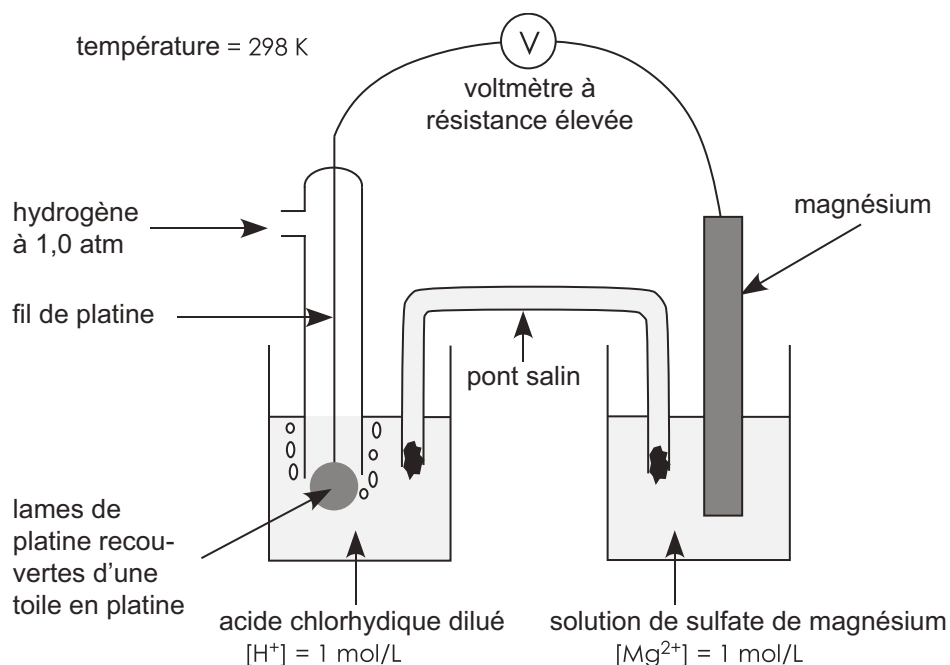 température = 298 K
V
voltmètre à
résistance élevée
hydrogène
à 1,0 atm
magnésium
fil de platine
pont salin
lames de
platine recou-
vertes d'une
toile en platine
acide chlorhydique dilué
[H⁺] = 1 mol/L
solution de sulfate de magnésium
[Mg²⁺] = 1 mol/L